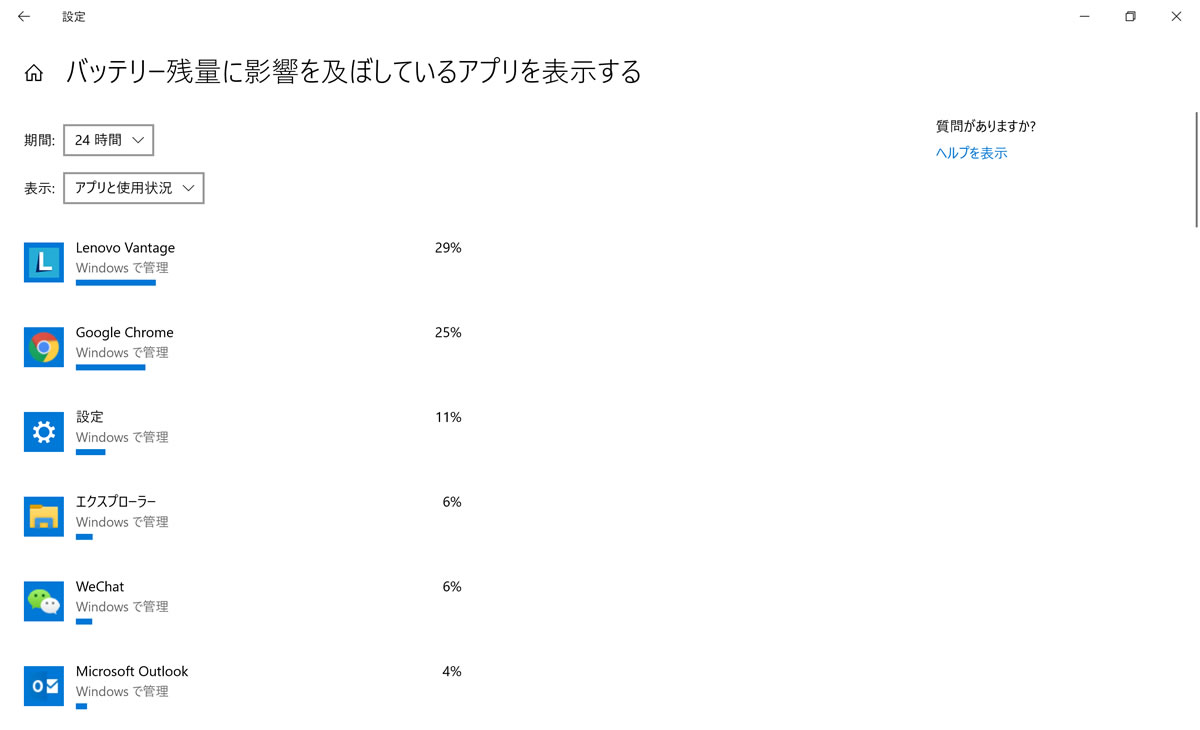 設定
バッテリー残量に影響を及ぼしているアプリを表示する
期間: 24 時間
質問がありますか?
ヘルプを表示
表示: アプリと使用状況
L
Lenovo Vantage 29%
Windows で管理
Google Chrome 25%
Windows で管理
設定 11%
Windows で管理
エクスプローラー 6%
Windows で管理
WeChat 6%
Windows で管理
O
Microsoft Outlook 4%
Windows で管理